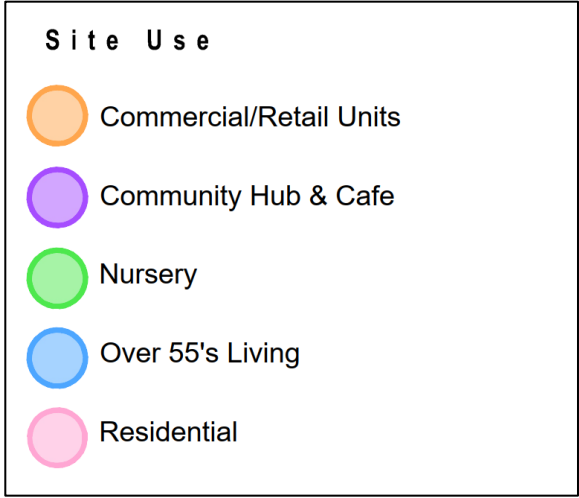 Site Use
Commercial/Retail Units
Community Hub & Cafe
Nursery
Over 55's Living
Residential